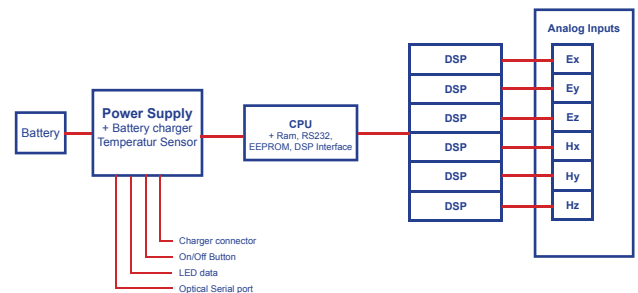 Analog Inputs
DSP
Ex
DSP
Ey
DSP
Ez
DSP
Hx
DSP
Hy
DSP
Hz
Battery
Power Supply
+ Battery charger
Temperatur Sensor
CPU
+ Ram, RS232,
EEPROM, DSP Interface
Charger connector
On/Off Button
LED data
Optical Serial port